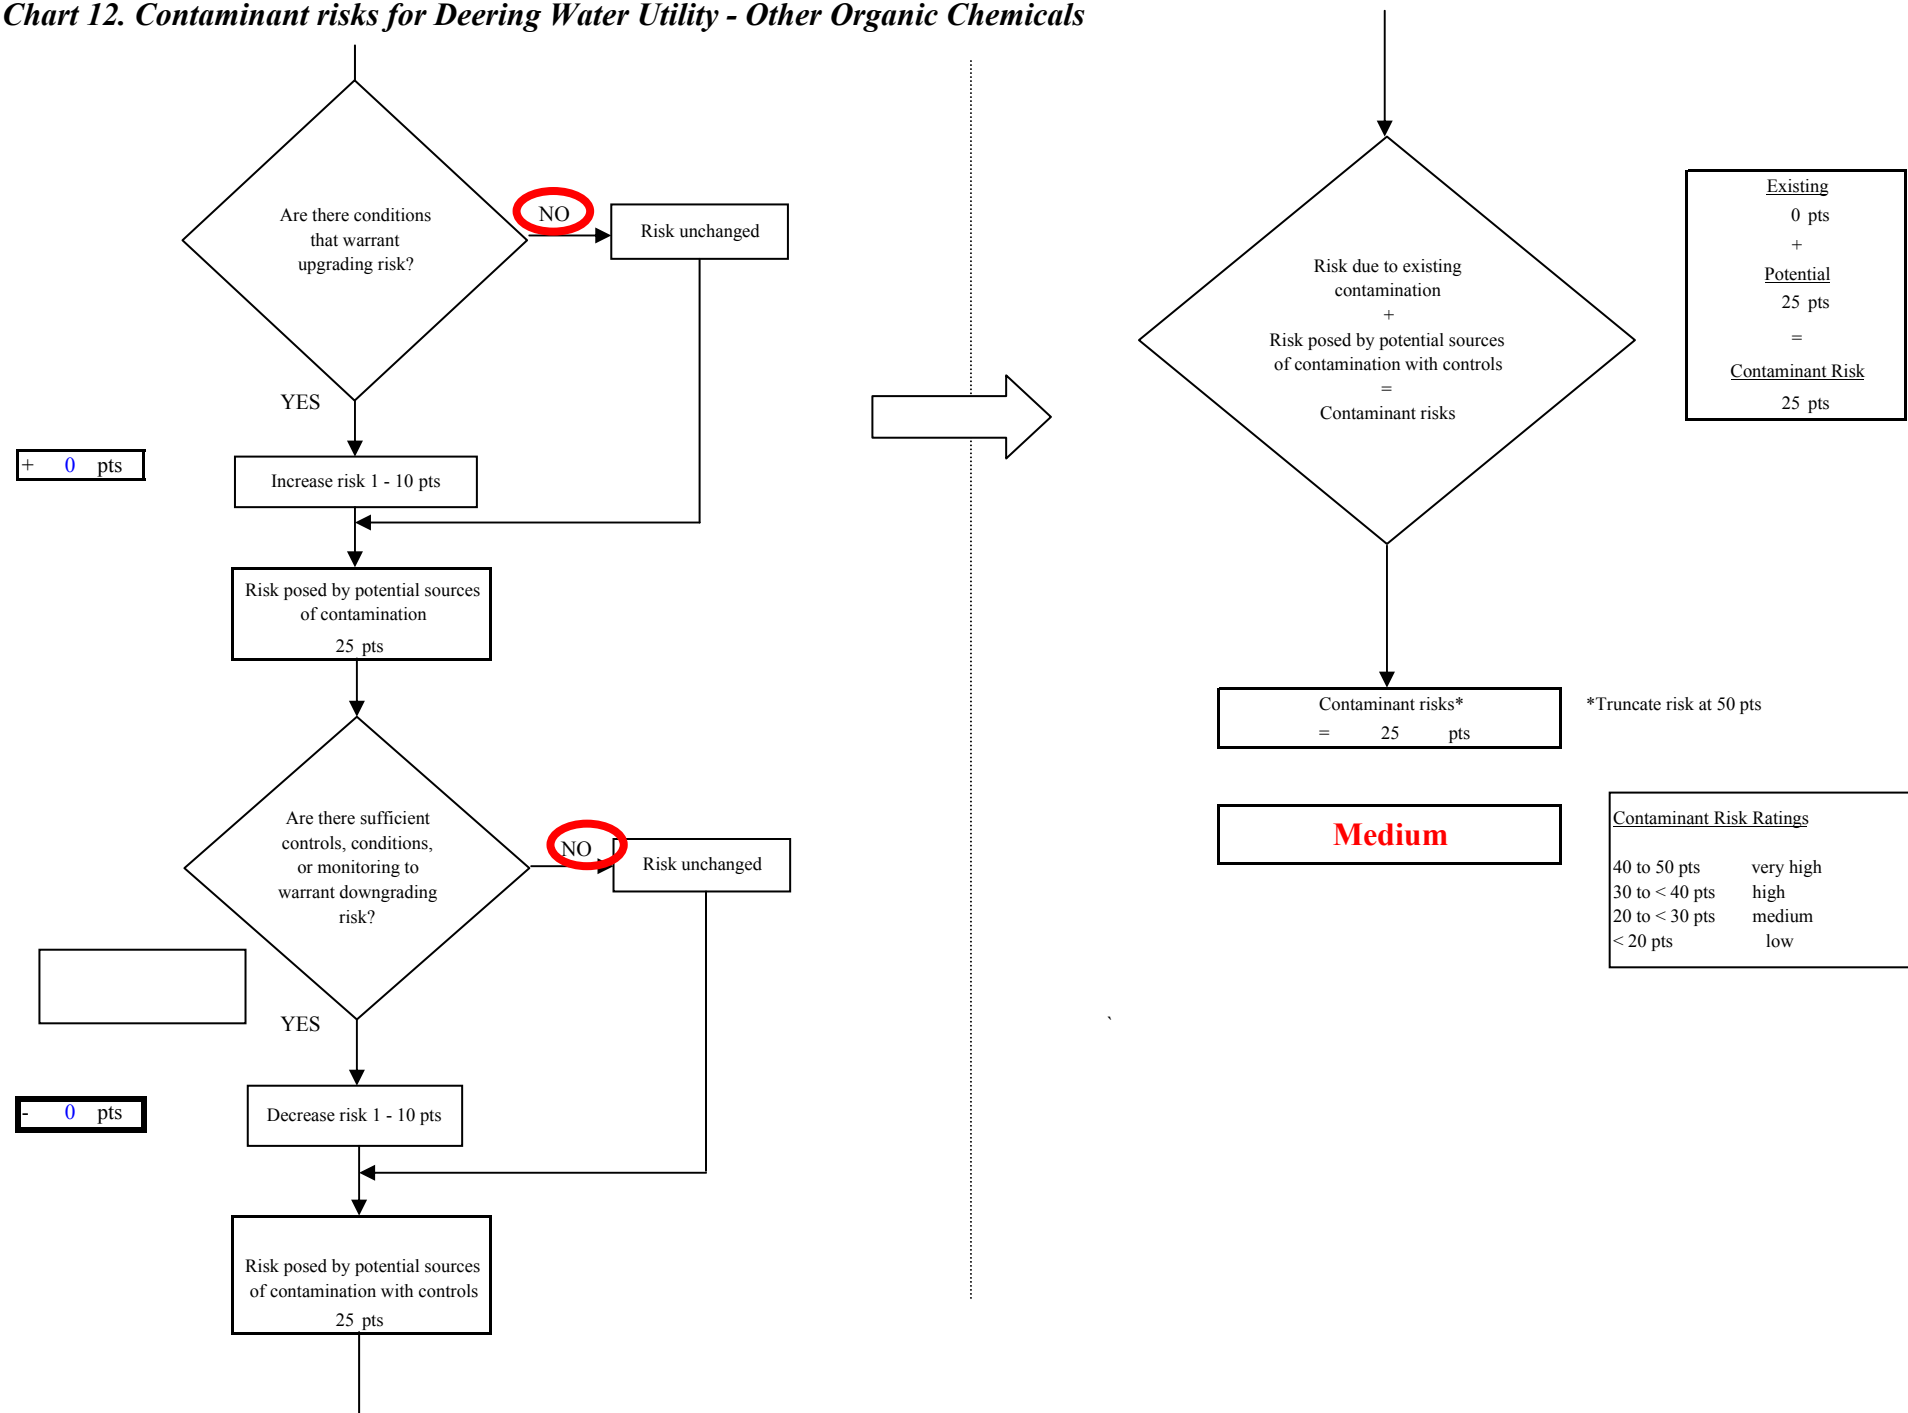 Chart 12. Contaminant risks for Deering Water Utility - Other Organic Chemicals
Are there conditions
that warrant
upgrading risk?
NO
Risk unchanged
YES
+ 0 pts
Increase risk 1 - 10 pts
Risk posed by potential sources
of contamination
25 pts
Are there sufficient
controls, conditions,
or monitoring to
warrant downgrading
risk?
NO
Risk unchanged
YES
- 0 pts
Decrease risk 1 - 10 pts
Risk posed by potential sources
of contamination with controls
25 pts
Risk due to existing
contamination
+
Risk posed by potential sources
of contamination with controls
=
Contaminant risks
Existing
0 pts
+
Potential
25 pts
=
Contaminant Risk
25 pts
Contaminant risks*
= 25 pts
*Truncate risk at 50 pts
Medium
Contaminant Risk Ratings
40 to 50 pts very high
30 to < 40 pts high
20 to < 30 pts medium
< 20 pts low
`